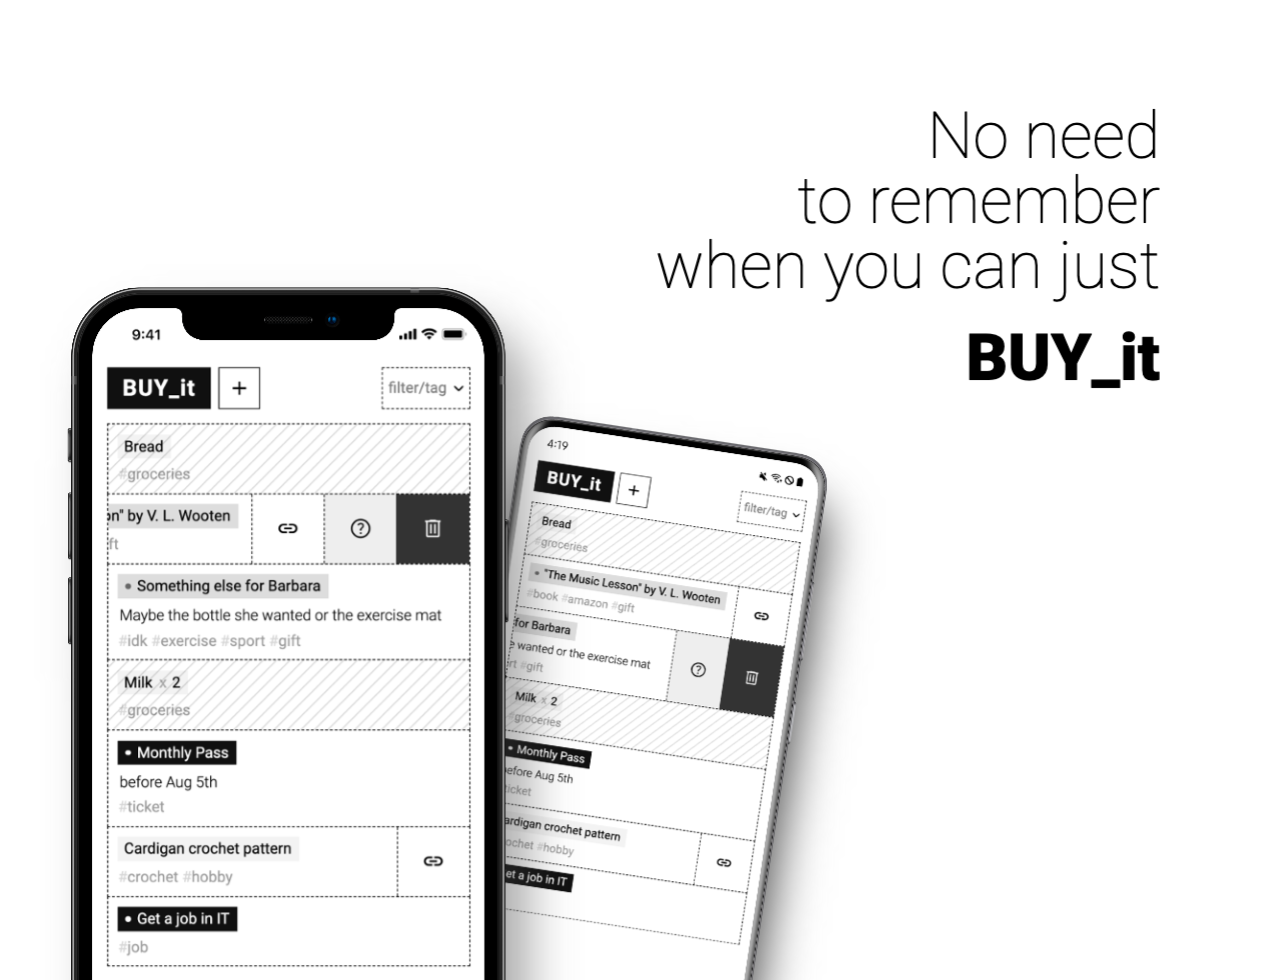 No need
to remember
when you can just
BUY_it
9:41
BUY_it + filter/tag
Bread
#groceries
on" by V. L. Wooten
ft
• Something else for Barbara
Maybe the bottle she wanted or the exercise mat
#idk #exercise #sport #gift
Milk x 2
#groceries
• Monthly Pass
before Aug 5th
#ticket
Cardigan crochet pattern
#crochet #hobby
• Get a job in IT
#job
4:19
BUY_it + filter/tag
Bread
#groceries
• "The Music Lesson" by V. L. Wooten
#book #amazon #gift
for Barbara
e wanted or the exercise mat
rt #gift
Milk x 2
#groceries
• Monthly Pass
before Aug 5th
ticket
ardigan crochet pattern
ochet #hobby
et a job in IT